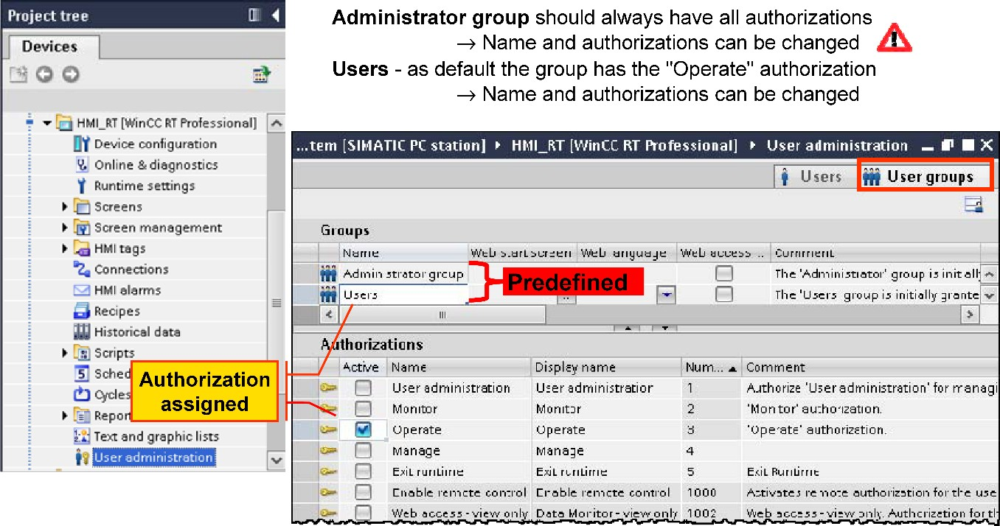 Project tree
Devices
HMI_RT [WinCC RT Professional]
Device configuration
Online & diagnostics
Runtime settings
Screens
Screen management
HMI tags
Connections
HMI alarms
Recipes
Historical data
Scripts
Sched
Cycles
Report
Text and graphic lists
User administration
Authorization
assigned
Administrator group should always have all authorizations
→ Name and authorizations can be changed
Users - as default the group has the "Operate" authorization
→ Name and authorizations can be changed
...tem [SIMATIC PC station] ▸ HMI_RT [WinCC RT Professional] ▸ User administration
Users User groups
Groups
Name Web start screen Web language Web access ... Comment
Administrator group The 'Administrator' group is initiall
Users The 'Users' group is initially grante
Predefined
Authorizations
Active Name Display name Num... Comment
User administration User administration 1 Authorize 'User administration' for managi
Monitor Monitor 2 'Monitor' authorization.
Operate Operate 3 'Operate' authorization.
Manage Manage 4
Exit runtime Exit runtime 5 Exit Runtime
Enable remote control Enable remote control 1000 Activates remote authorization for the use
Web access - view only Data Monitor - view only 1002 Web access - view only. Authorization for th